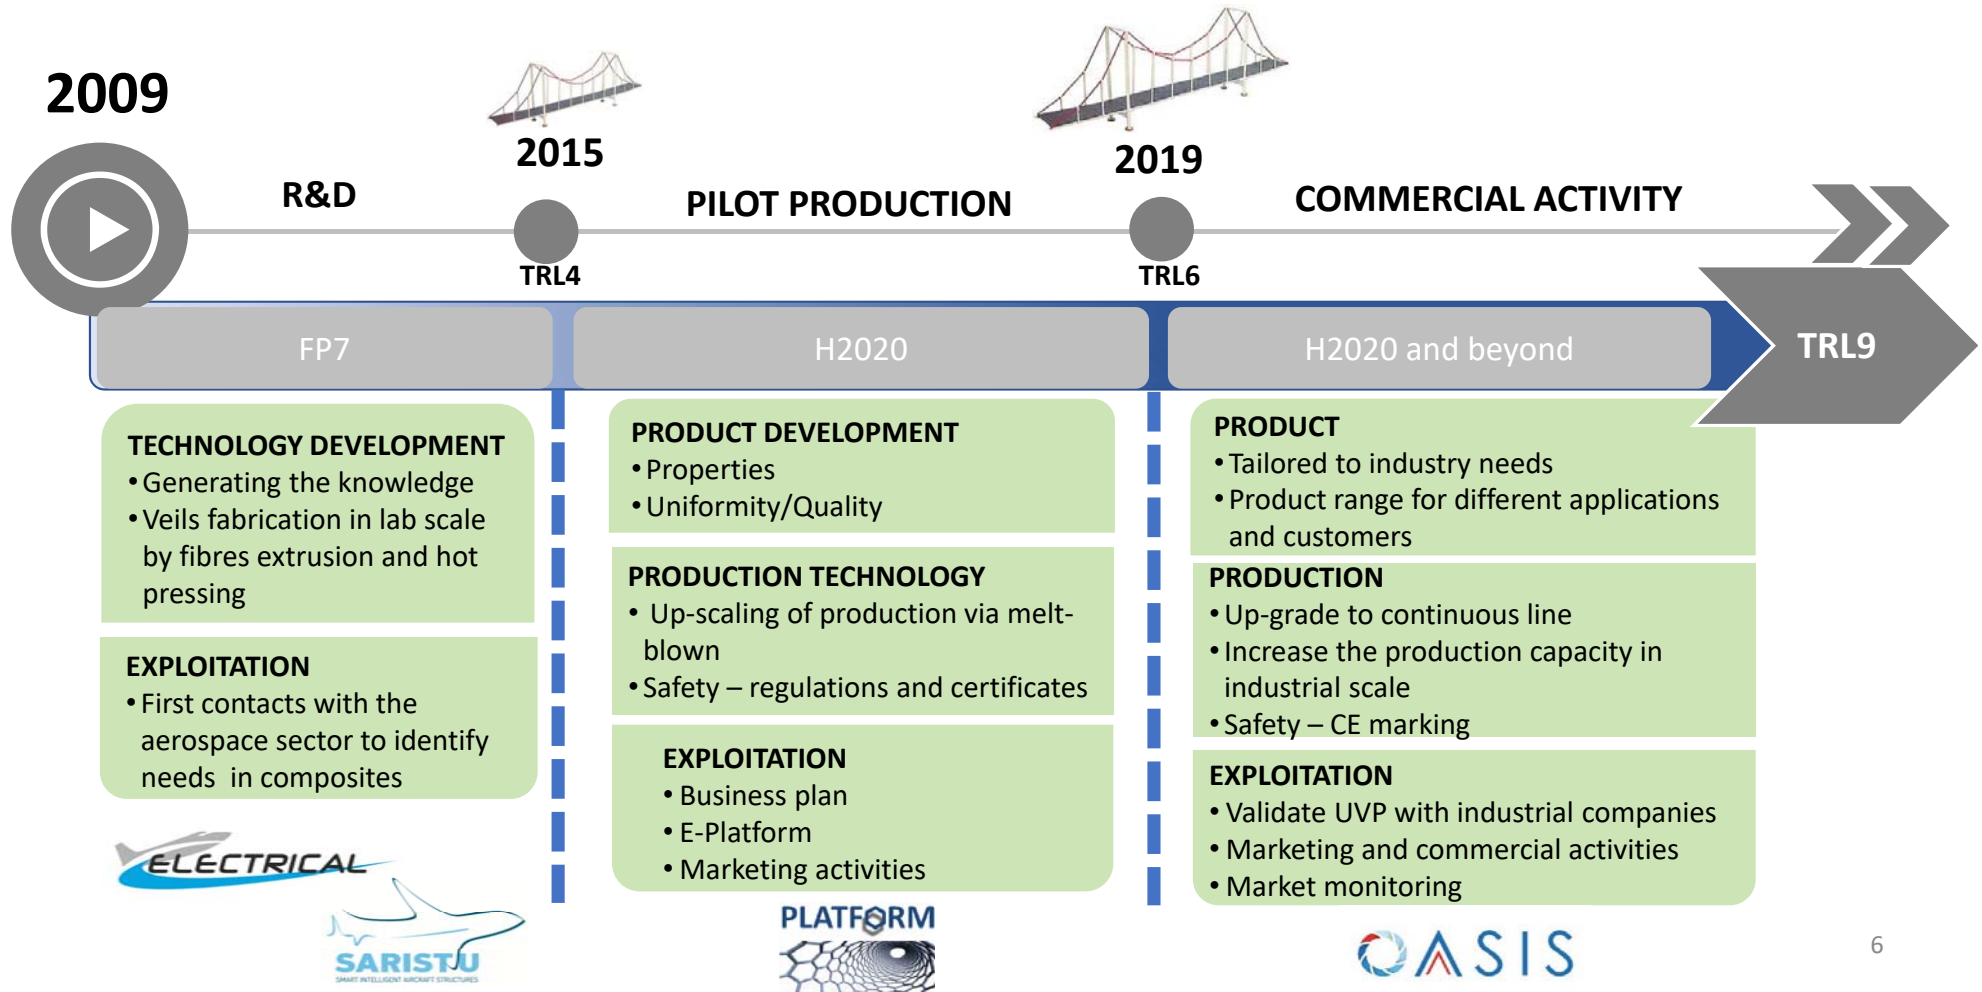 2009
2015
2019
R&D
PILOT PRODUCTION
COMMERCIAL ACTIVITY
TRL4
TRL6
FP7
H2020
H2020 and beyond
TRL9
TECHNOLOGY DEVELOPMENT
• Generating the knowledge
• Veils fabrication in lab scale
by fibres extrusion and hot
pressing
EXPLOITATION
• First contacts with the
aerospace sector to identify
needs in composites
ELECTRICAL
SARISTU
SMART INTELLIGENT AIRCRAFT STRUCTURES
PRODUCT DEVELOPMENT
• Properties
• Uniformity/Quality
PRODUCTION TECHNOLOGY
• Up-scaling of production via melt-
blown
• Safety – regulations and certificates
EXPLOITATION
• Business plan
• E-Platform
• Marketing activities
PLATFORM
PRODUCT
• Tailored to industry needs
• Product range for different applications
and customers
PRODUCTION
• Up-grade to continuous line
• Increase the production capacity in
industrial scale
• Safety – CE marking
EXPLOITATION
• Validate UVP with industrial companies
• Marketing and commercial activities
• Market monitoring
OASIS
6